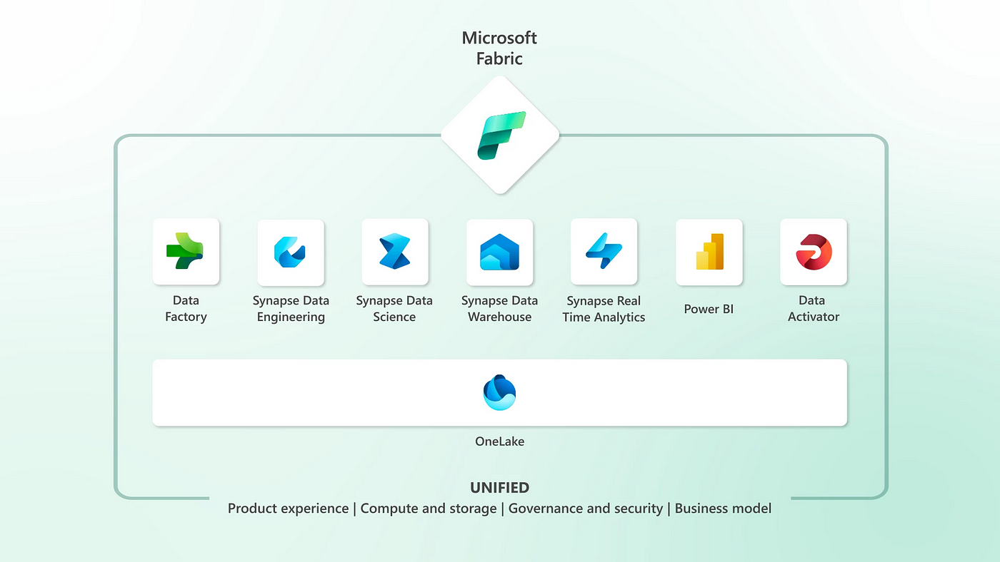 Microsoft
Fabric
Data
Factory
Synapse Data
Engineering
Synapse Data
Science
Synapse Data
Warehouse
Synapse Real
Time Analytics
Power BI
Data
Activator
OneLake
UNIFIED
Product experience | Compute and storage | Governance and security | Business model